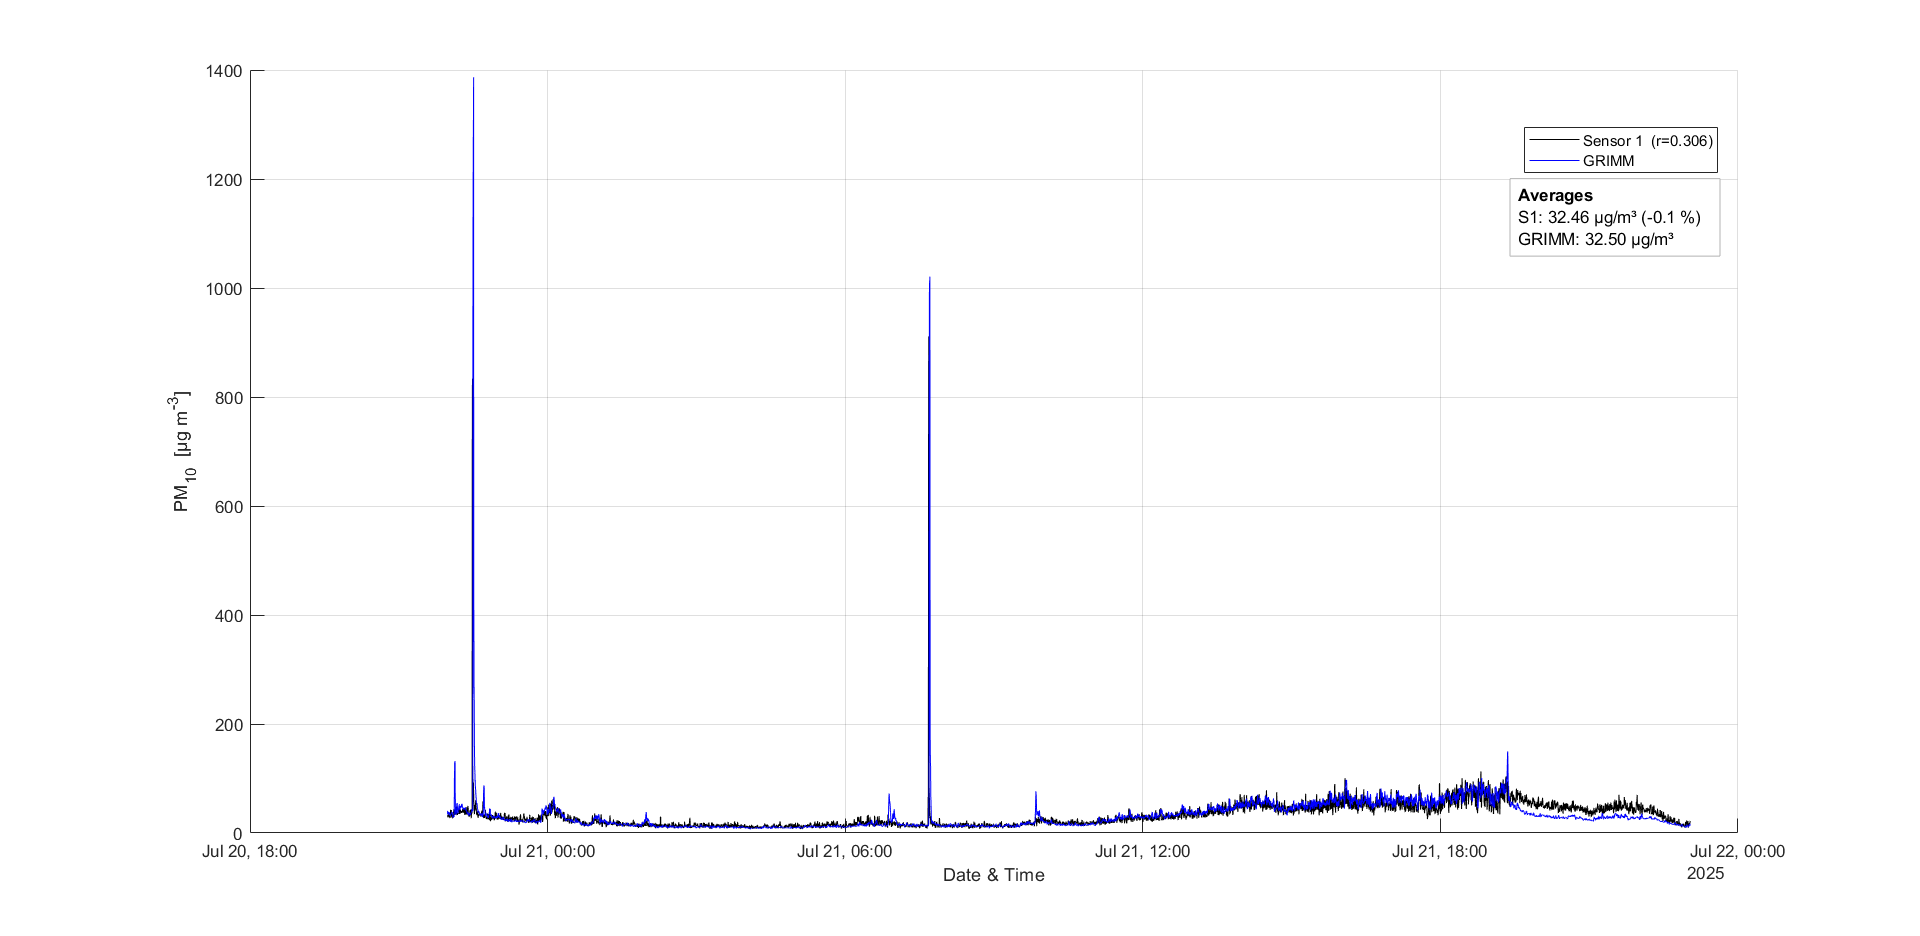 1400
1200
1000
800
600
400
200
0
PM10 [µg m-3]
Sensor 1 (r=0.306)
GRIMM
Averages
S1: 32.46 µg/m³ (-0.1 %)
GRIMM: 32.50 µg/m³
Jul 20, 18:00
Jul 21, 00:00
Jul 21, 06:00
Jul 21, 12:00
Jul 21, 18:00
Jul 22, 00:00
2025
Date & Time